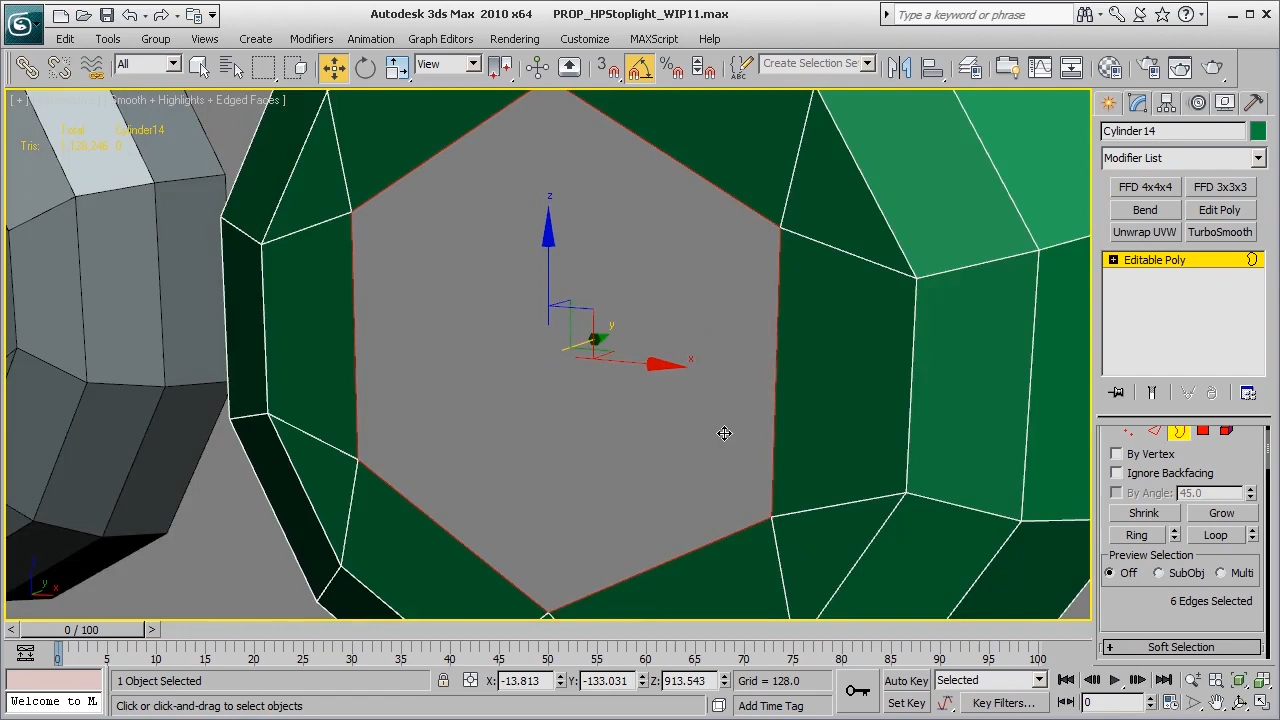 Autodesk 3ds Max 2010 x64 PROP_HPStoplight_WIP11.max
Type a keyword or phrase
Edit Tools Group Views Create Modifiers Animation Graph Editors Rendering Customize MAXScript Help
All View Create Selection Se
ABC
[ + ] Smooth + Highlights + Edged Faces ]
Total Cylinder14
Tris: 0
z
y
x
Cylinder14
Modifier List
FFD 4x4x4 FFD 3x3x3
Bend Edit Poly
Unwrap UVW TurboSmooth
Editable Poly
By Vertex
Ignore Backfacing
By Angle: 45.0
Shrink Grow
Ring Loop
Preview Selection
Off SubObj Multi
6 Edges Selected
Soft Selection
z
y
x
0 / 100
0 5 10 15 20 25 30 35 40 45 50 55 60 65 70 75 80 85 90 95 100
1 Object Selected X: -13.813 Y: -133.031 Z: 913.543 Grid = 128.0 Auto Key Selected
Welcome to M Click or click-and-drag to select objects Add Time Tag Set Key Key Filters... 0